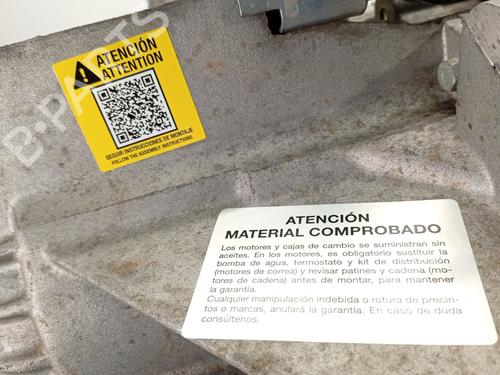 ATENCIÓN
ATTENTION
SEGUIR INSTRUCCIONES DE MONTAJE
FOLLOW THE ASSEMBLY INSTRUCTIONS
B-PARTS
ATENCIÓN
MATERIAL COMPROBADO
Los motores y cajas de cambio se suministran sin
aceites. En los motores, es obligatorio sustituir la
bomba de agua, termostato y kit de distribución
(motores de correa) y revisar patines y cadena (mo-
tores de cadena) antes de montar, para mantener
la garantía.
Cualquier manipulación indebida o rotura de precin-
tos o marcas, anulará la garantía. En caso de duda
consúltenos.